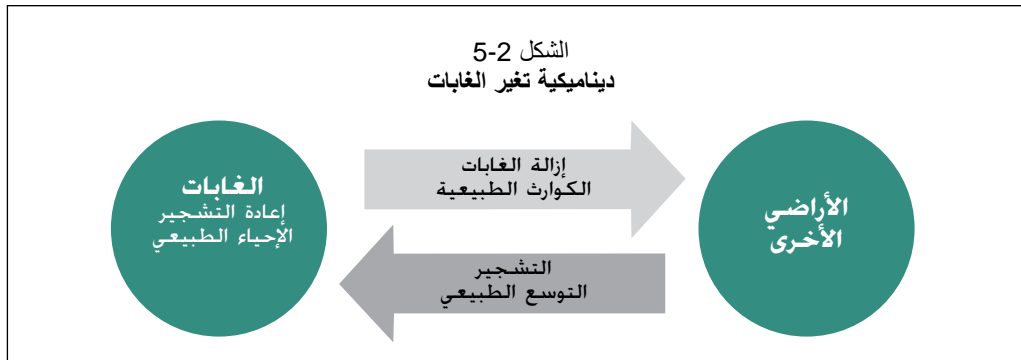 الشكل 2-5
ديناميكية تغير الغابات
الغابات
إعادة التشجير
الإحياء الطبيعي
إزالة الغابات
الكوارث الطبيعية
التشجير
التوسع الطبيعي
الأراضي
الأخرى